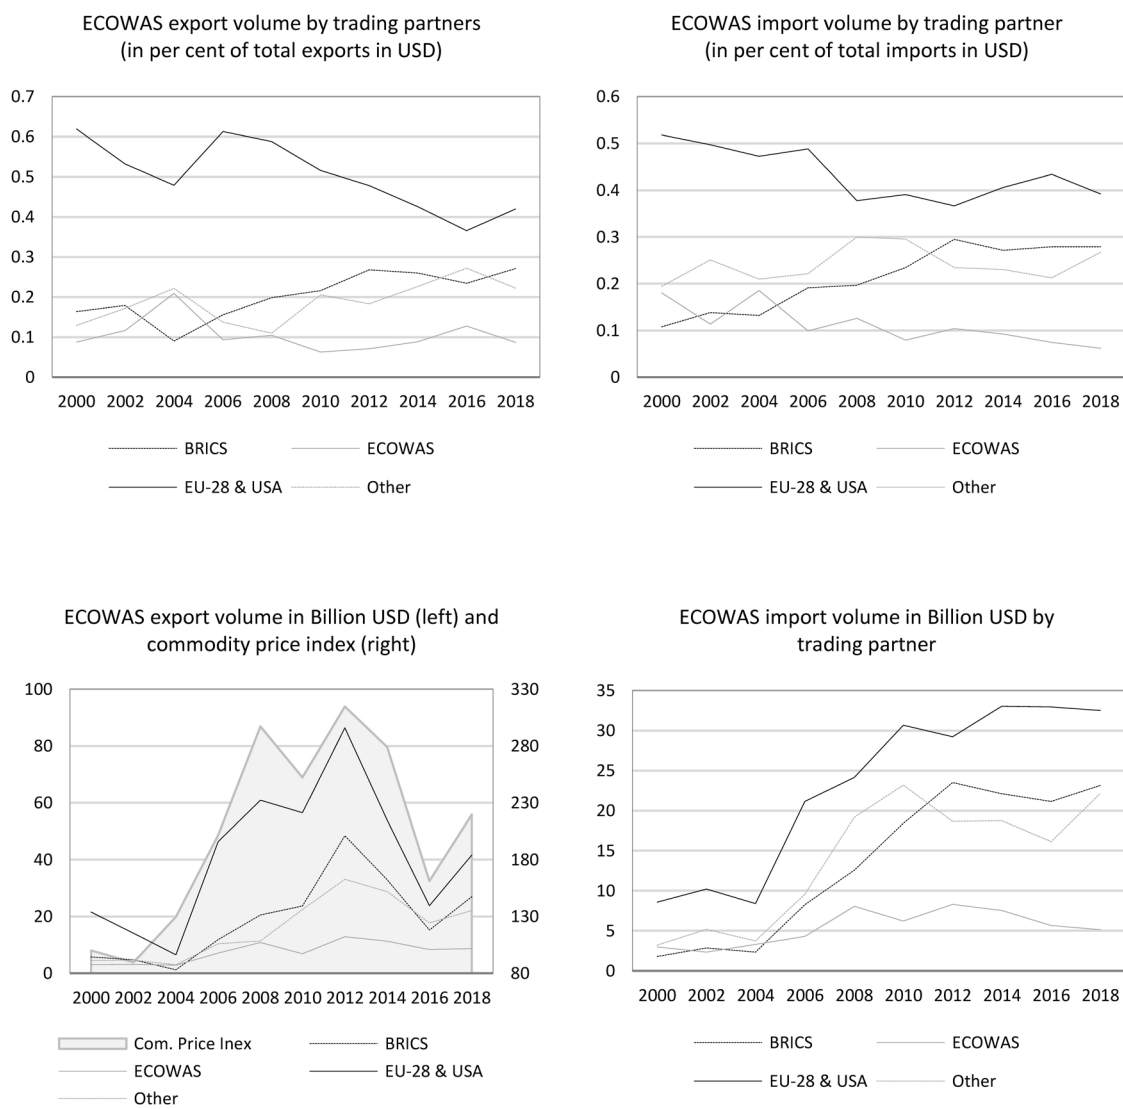 ECOWAS export volume by trading partners
(in per cent of total exports in USD)
0.7
0.6
0.5
0.4
0.3
0.2
0.1
0
2000 2002 2004 2006 2008 2010 2012 2014 2016 2018
BRICS ECOWAS
EU-28 & USA Other
ECOWAS import volume by trading partner
(in per cent of total imports in USD)
0.6
0.5
0.4
0.3
0.2
0.1
0
2000 2002 2004 2006 2008 2010 2012 2014 2016 2018
BRICS ECOWAS
EU-28 & USA Other
ECOWAS export volume in Billion USD (left) and
commodity price index (right)
100 330
80 280
60 230
40 180
20 130
0 80
2000 2002 2004 2006 2008 2010 2012 2014 2016 2018
Com. Price Inex BRICS
ECOWAS EU-28 & USA
Other
ECOWAS import volume in Billion USD by
trading partner
35
30
25
20
15
10
5
0
2000 2002 2004 2006 2008 2010 2012 2014 2016 2018
BRICS ECOWAS
EU-28 & USA Other